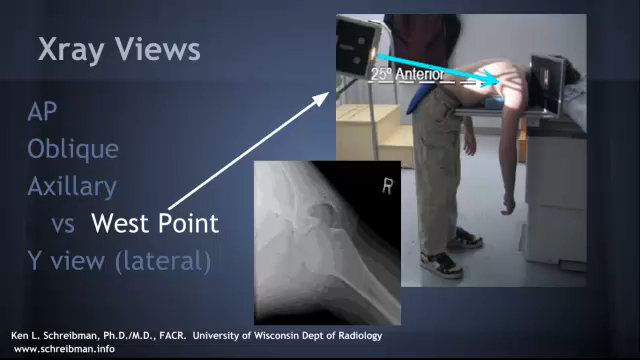 Xray Views
AP
Oblique
Axillary
vs West Point
Y view (lateral)
25º Anterior
R
Ken L. Schreibman, Ph.D./M.D., FACR. University of Wisconsin Dept of Radiology
www.schreibman.info